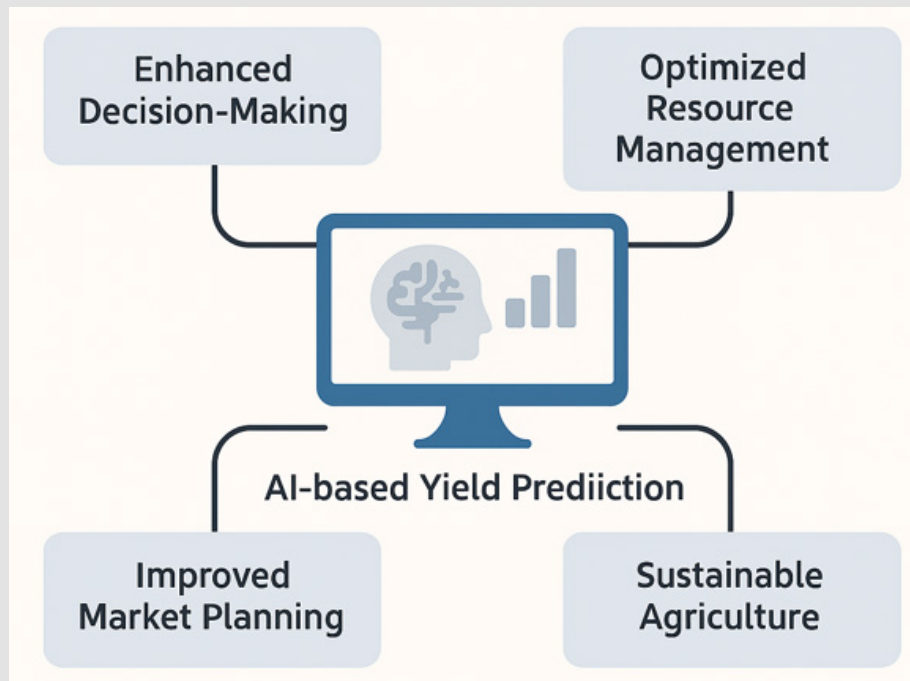 Enhanced
Decision-Making
Optimized
Resource
Management
AI-based Yield Prediiction
Improved
Market Planning
Sustainable
Agriculture